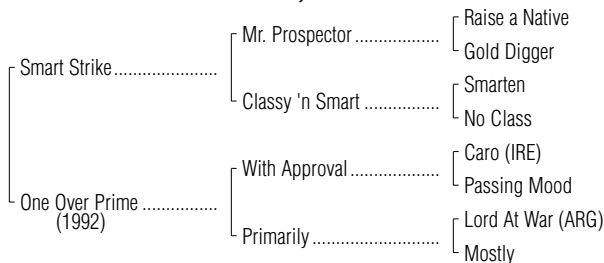 Raise a Native
Mr. Prospector ....................
Gold Digger
Smart Strike .......................
Smarten
Classy 'n Smart ...................
No Class
Caro (IRE)
With Approval .....................
Passing Mood
One Over Prime .................
(1992)
Lord At War (ARG)
Primarily .............................
Mostly